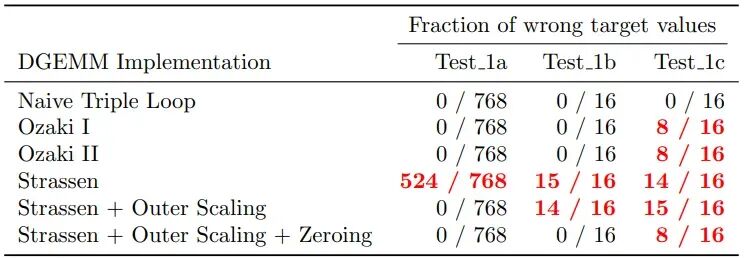 Fraction of wrong target values
DGEMM Implementation Test_1a Test_1b Test_1c
Naive Triple Loop 0 / 768 0 / 16 0 / 16
Ozaki I 0 / 768 0 / 16 8 / 16
Ozaki II 0 / 768 0 / 16 8 / 16
Strassen 524 / 768 15 / 16 14 / 16
Strassen + Outer Scaling 0 / 768 14 / 16 15 / 16
Strassen + Outer Scaling + Zeroing 0 / 768 0 / 16 8 / 16